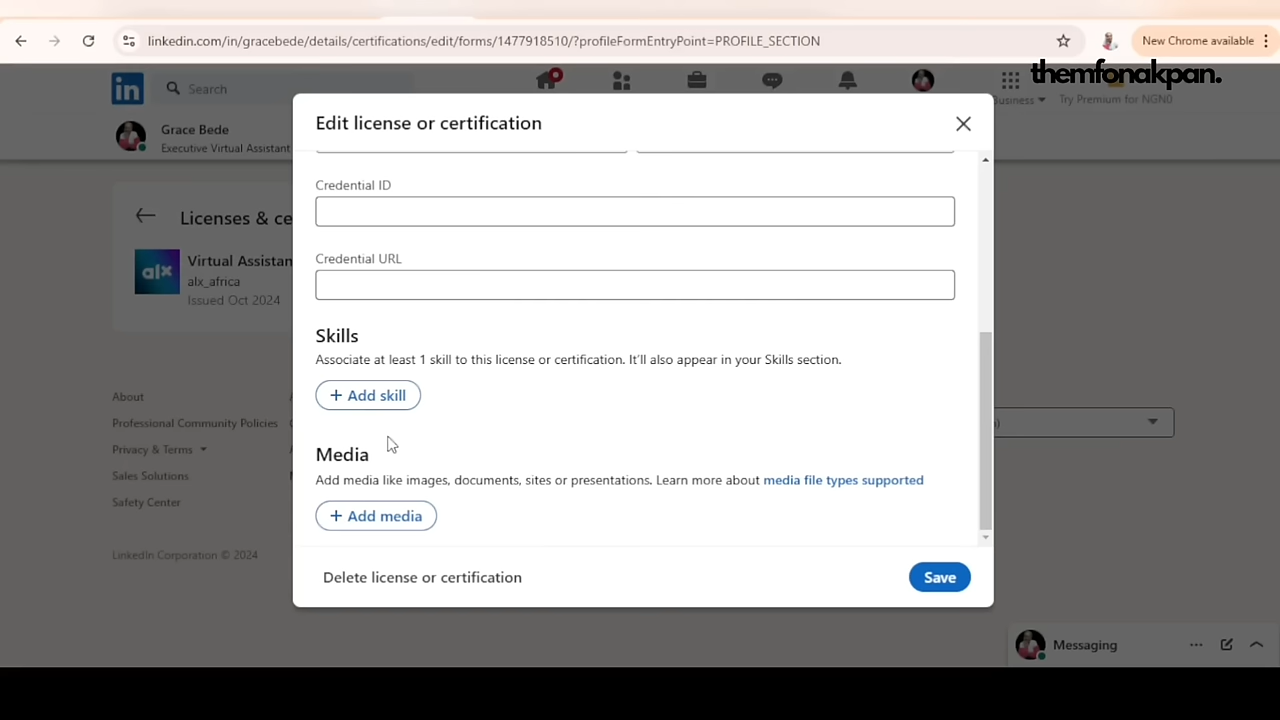 linkedin.com/in/gracebede/details/certifications/edit/forms/1477918510/?profileFormEntryPoint=PROFILE_SECTION
New Chrome available
themfonakpan.
in
Search
Business
Try Premium for NGN0
Grace Bede
Executive Virtual Assistant
Edit license or certification
Licenses & ce
alx
Virtual Assistan
alx_africa
Issued Oct 2024
Credential ID
Credential URL
Skills
Associate at least 1 skill to this license or certification. It'll also appear in your Skills section.
+ Add skill
Media
Add media like images, documents, sites or presentations. Learn more about media file types supported
+ Add media
Delete license or certification
Save
About
Professional Community Policies
Privacy & Terms
Sales Solutions
Safety Center
LinkedIn Corporation © 2024
Messaging